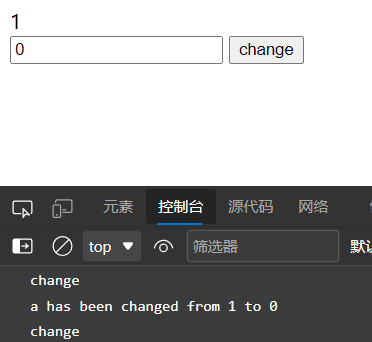 1
0 change
元素 控制台 源代码 网络
top ▼ 筛选器 默认
change
a has been changed from 1 to 0
change